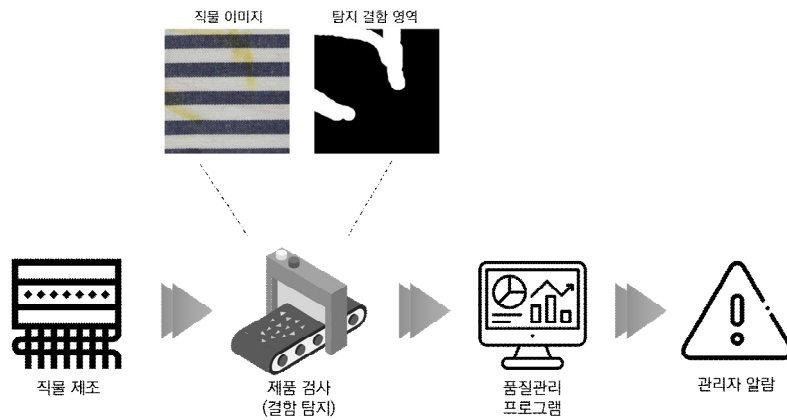 직물 이미지
탐지 결함 영역
직물 제조
제품 검사
(결함 탐지)
품질관리
프로그램
관리자 알람